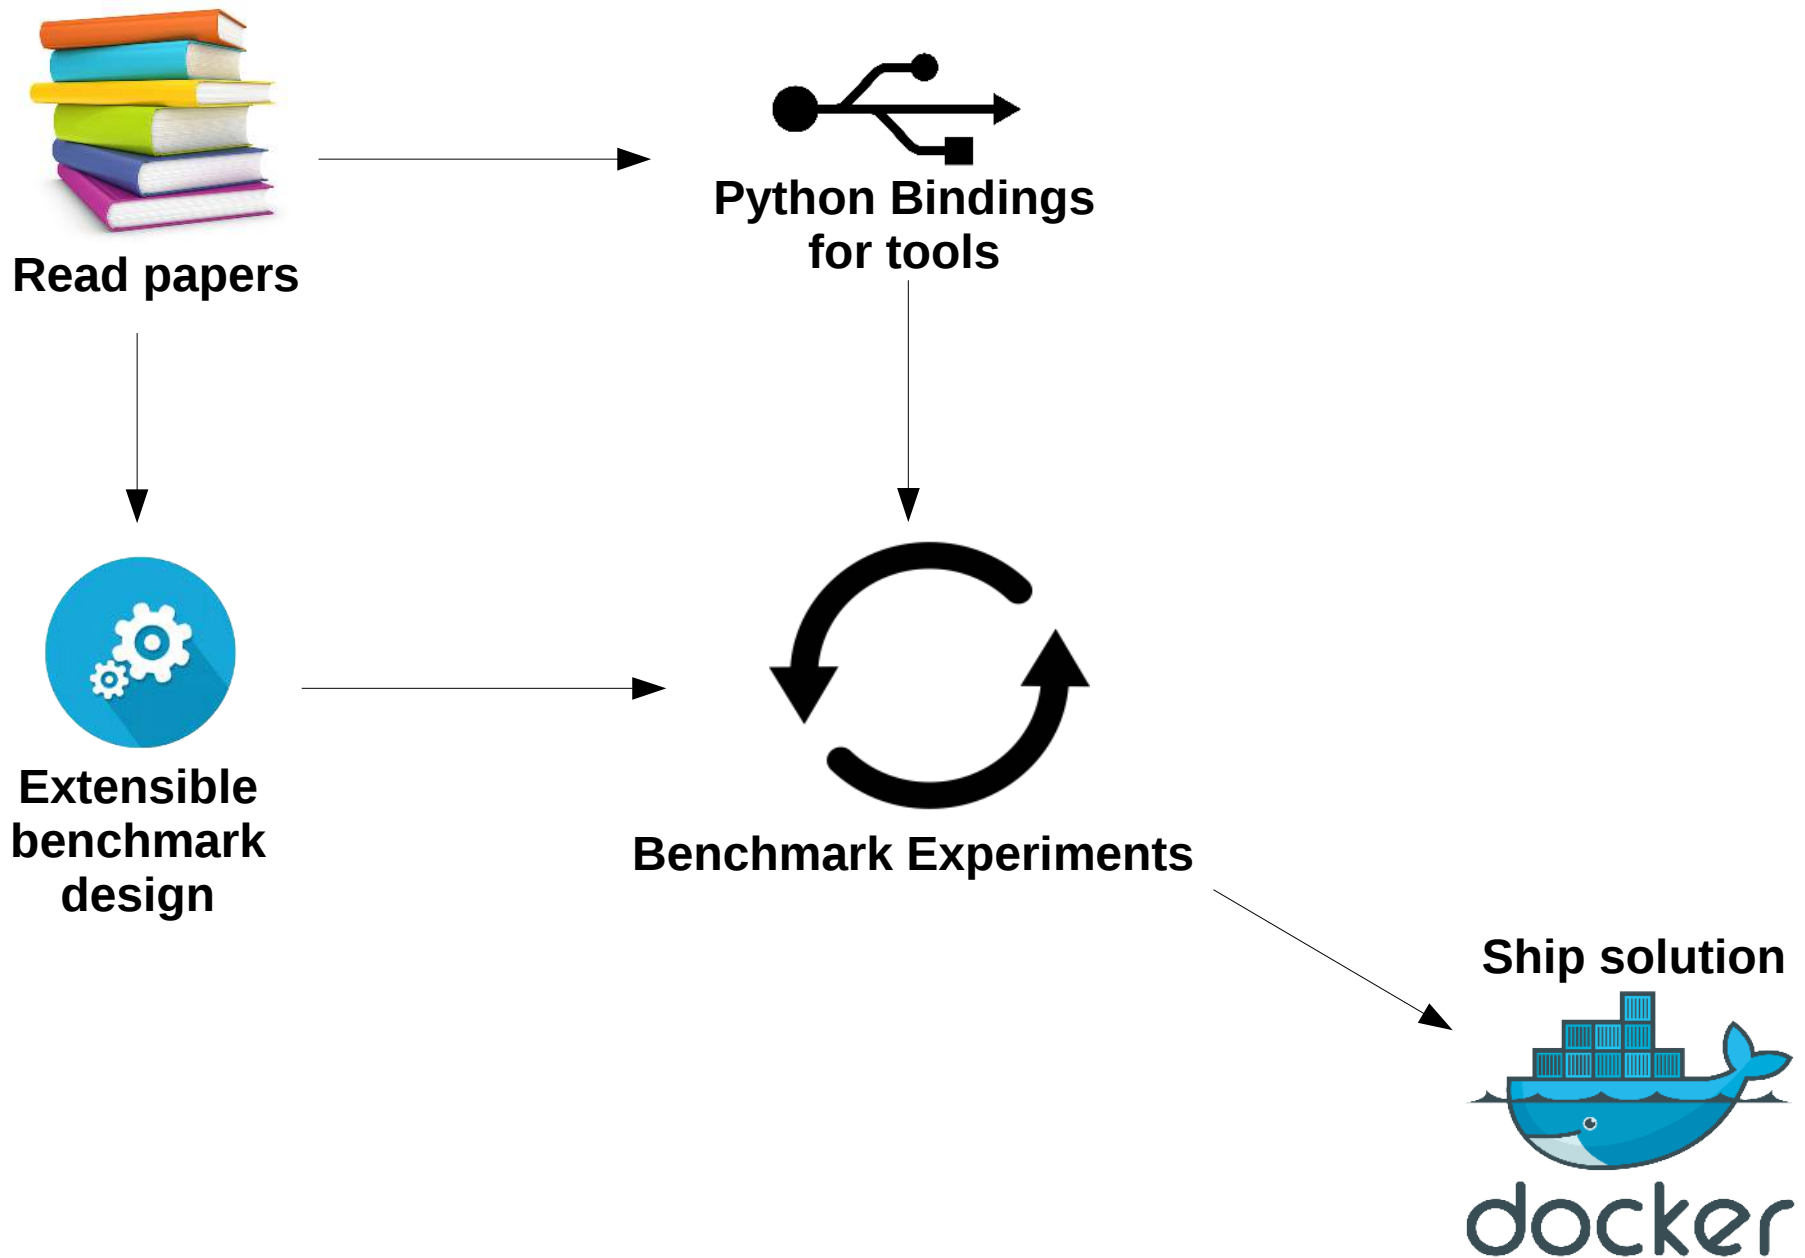 Python Bindings
for tools
Read papers
Extensible
benchmark
design
Benchmark Experiments
Ship solution
docker